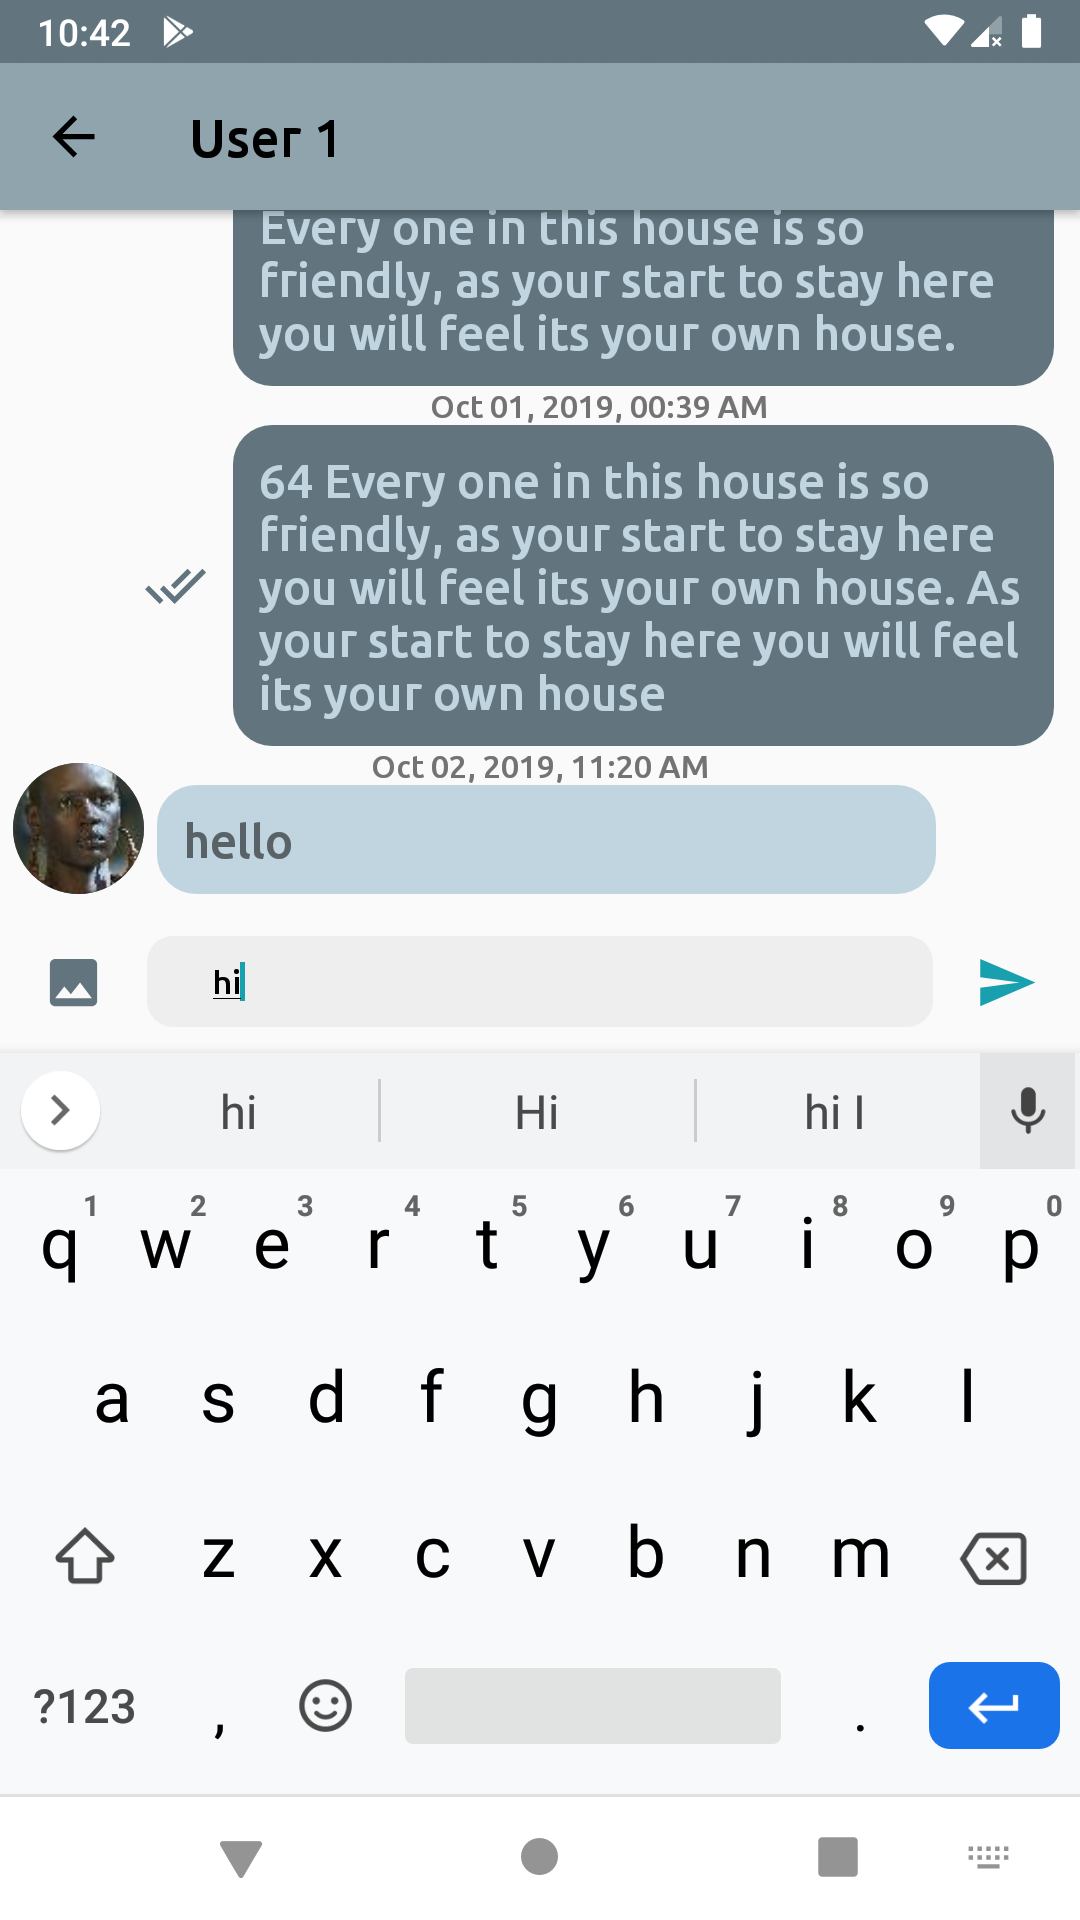 10:42
User 1
Every one in this house is so
friendly, as your start to stay here
you will feel its your own house.
Oct 01, 2019, 00:39 AM
64 Every one in this house is so
friendly, as your start to stay here
you will feel its your own house. As
your start to stay here you will feel
its your own house
Oct 02, 2019, 11:20 AM
hello
hi
hi Hi hi I
1 2 3 4 5 6 7 8 9 0
q w e r t y u i o p
a s d f g h j k l
z x c v b n m
?123 , .